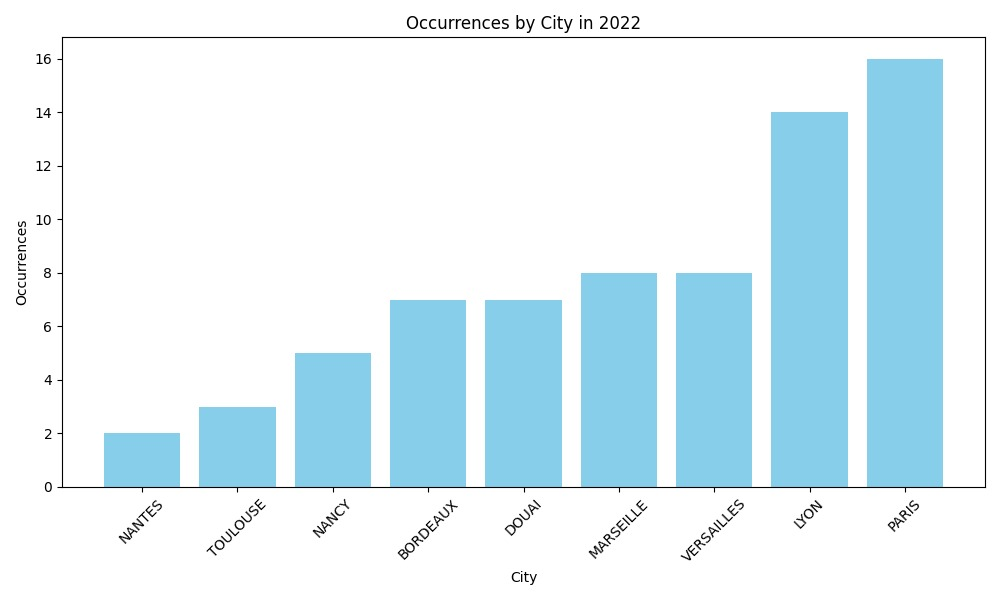 Occurrences by City in 2022
Occurrences
16
14
12
10
8
6
4
2
0
NANTES
TOULOUSE
NANCY
BORDEAUX
DOUAI
MARSEILLE
VERSAILLES
LYON
PARIS
City